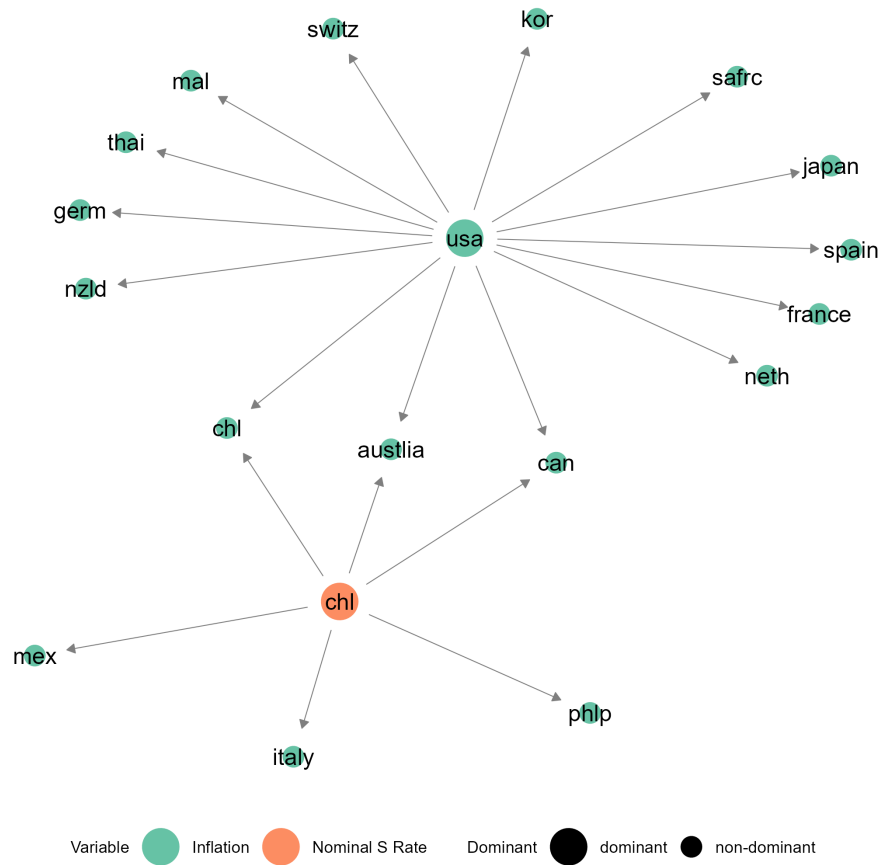 kor
switz
safrc
mal
thai
japan
germ
usa
spain
nzld
france
neth
chl
austlia
can
chl
mex
phlp
italy
Variable Inflation Nominal S Rate Dominant dominant non-dominant